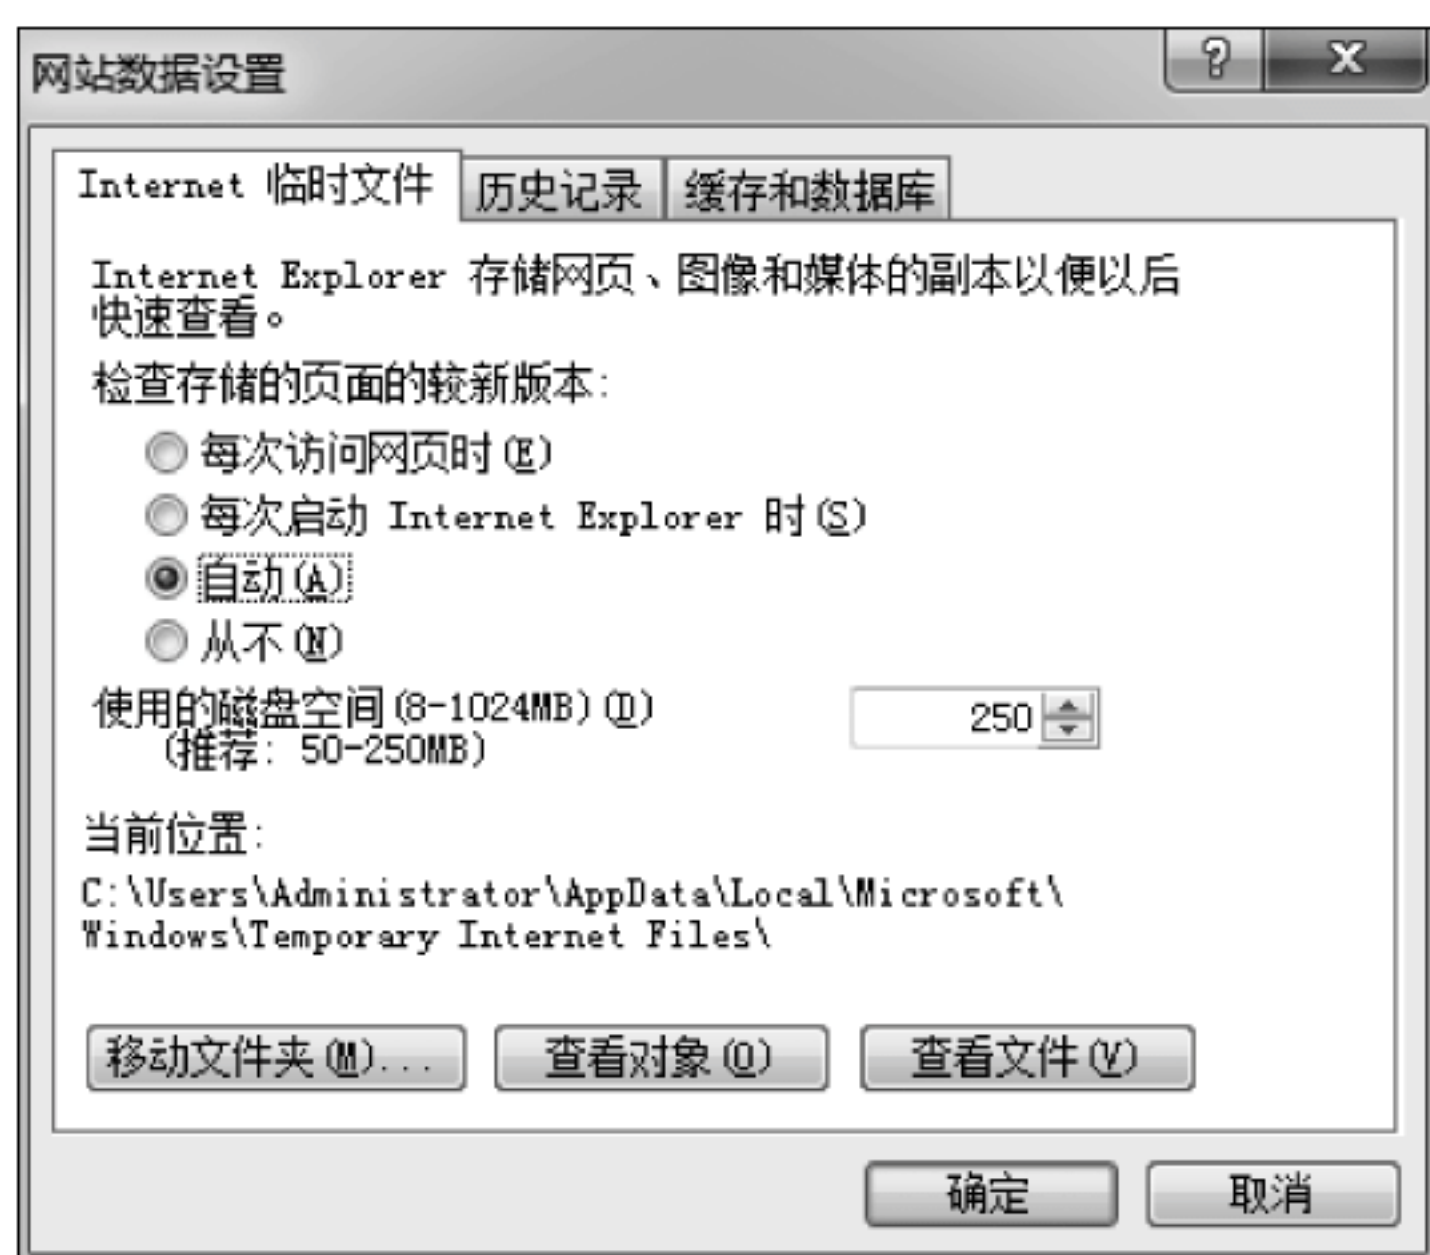 网站数据设置
Internet 临时文件 历史记录 缓存和数据库
Internet Explorer 存储网页、图像和媒体的副本以便以后
快速查看。
检查存储的页面的较新版本:
每次访问网页时(E)
每次启动 Internet Explorer 时(S)
自动(A)
从不(N)
使用的磁盘空间(8-1024MB)(D) 250
(推荐: 50-250MB)
当前位置:
C:\Users\Administrator\AppData\Local\Microsoft\
Windows\Temporary Internet Files\
移动文件夹(M)... 查看对象(O) 查看文件(V)
确定 取消